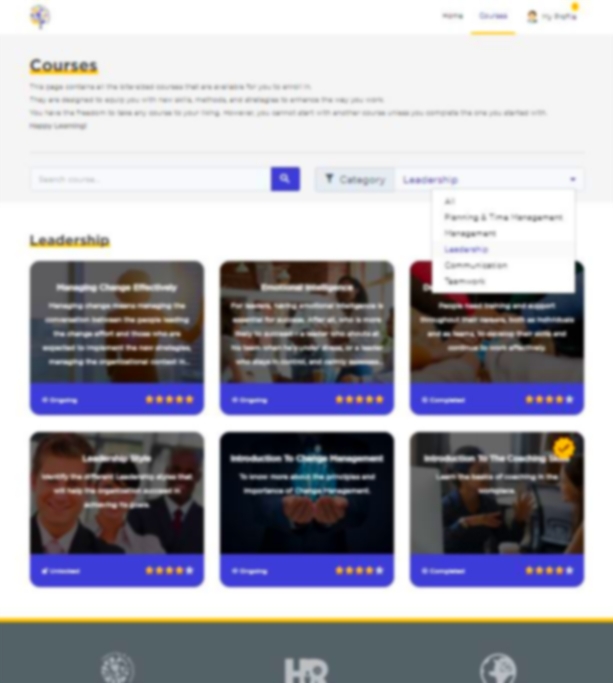 Home Courses My Profile
Courses
This page contains all the bite-sized courses that are available for you to enroll in.
They are designed to equip you with new skills, methods, and strategies to enhance the way you work.
You have the freedom to take any course to your liking. However, you cannot start with another course unless you complete the one you started with.
Happy Learning!
Search course...
Category Leadership
All
Planning & Time Management
Management
Leadership
Communication
Teamwork
Leadership
Managing Change Effectively
Managing change means managing the
conversation between the people leading
the change effort and those who are
expected to implement the new strategies,
managing the organizational context in
Ongoing
Emotional Intelligence
For leaders, having emotional intelligence is
essential for success. After all, who is more
likely to succeed - a leader who shouts at
his team when he's under stress, or a leader
who stays in control, and calmly assesses
Ongoing
People need training and support
throughout their careers, both as individuals
and as teams, to develop their skills and
continue to work effectively.
Completed
Leadership Style
Identify the different Leadership styles that
will help the organization succeed in
achieving its goals.
Unlocked
Introduction To Change Management
To know more about the principles and
importance of Change Management.
Ongoing
Introduction To The Coaching
Learn the basics of coaching in the
workplace.
Completed
HR